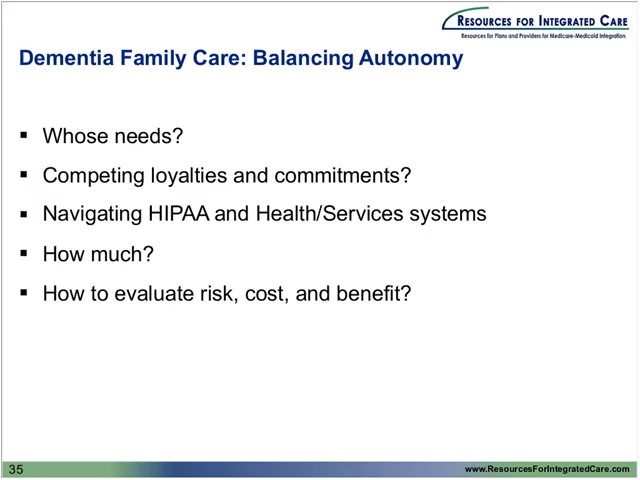 RESOURCES FOR INTEGRATED CARE
Resources for Plans and Providers for Medicare-Medicaid Integration
Dementia Family Care: Balancing Autonomy
▪ Whose needs?
▪ Competing loyalties and commitments?
▪ Navigating HIPAA and Health/Services systems
▪ How much?
▪ How to evaluate risk, cost, and benefit?
35
www.ResourcesForIntegratedCare.com